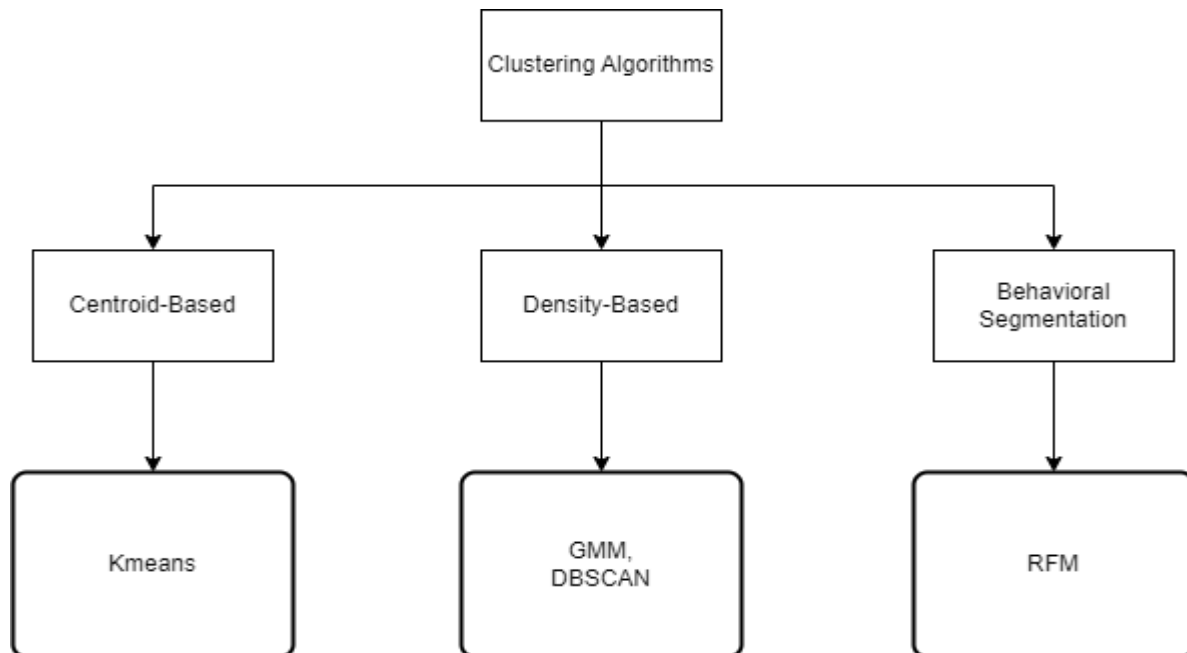 Clustering Algorithms
Centroid-Based
Density-Based
Behavioral
Segmentation
Kmeans
GMM,
DBSCAN
RFM